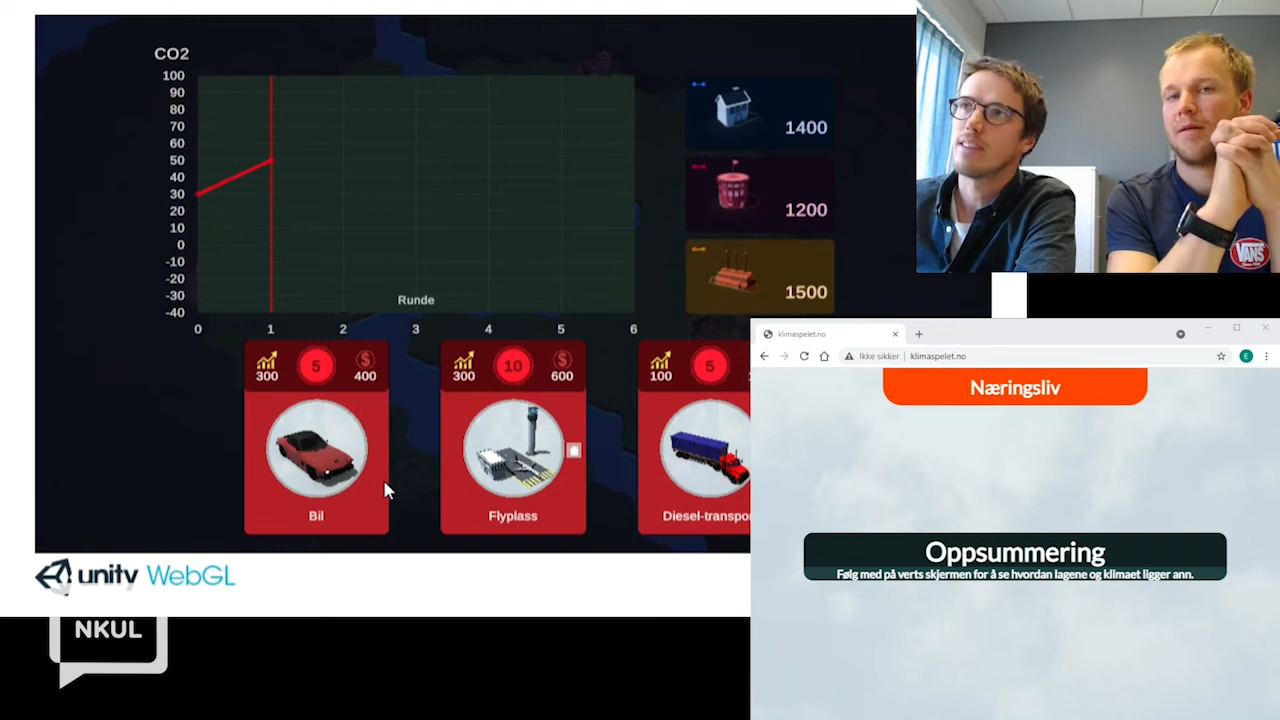 CO2
100
90
80
70
60
50
40
30
20
10
0
-10
-20
-30
-40
Runde
0 1 2 3 4 5 6
1400
1200
1500
300 5 400
Bil
300 10 600
Flyplass
100 5
Diesel-transpor
unity WebGL
NKUL
VANS
klimaspelet.no
Ikke sikker klimaspelet.no
E
Næringsliv
Oppsummering
Følg med på verts skjermen for å se hvordan lagene og klimaet ligger ann.